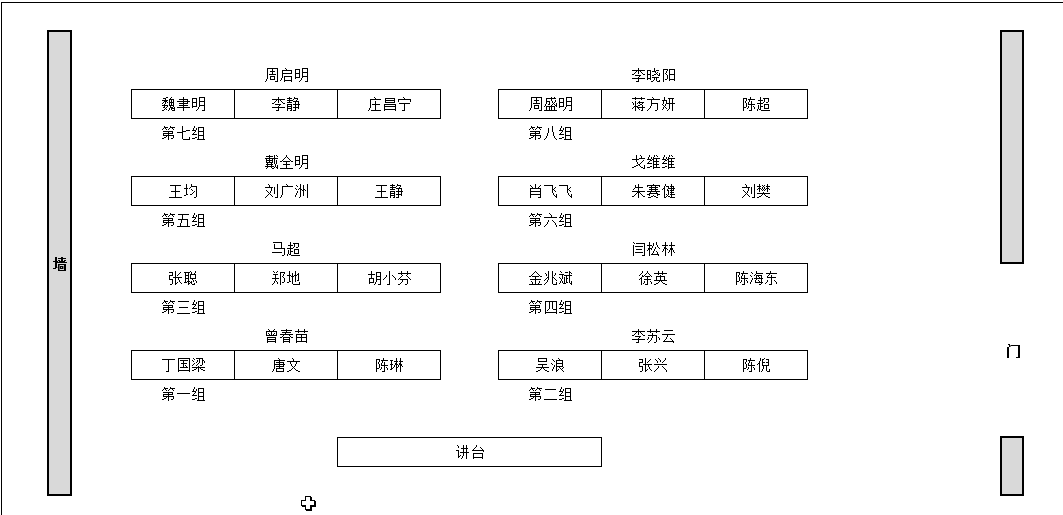 周启明 李晓阳
魏聿明 李静 庄昌宁 周盛明 蒋方妍 陈超
第七组 第八组
戴全明 戈维维
王均 刘广洲 王静 肖飞飞 朱赛健 刘樊
第五组 第六组
马超 闫松林
墙
张聪 郑地 胡小芬 金兆斌 徐英 陈海东
第三组 第四组
曾春苗 李苏云
门
丁国梁 唐文 陈琳 吴浪 张兴 陈倪
第一组 第二组
讲台